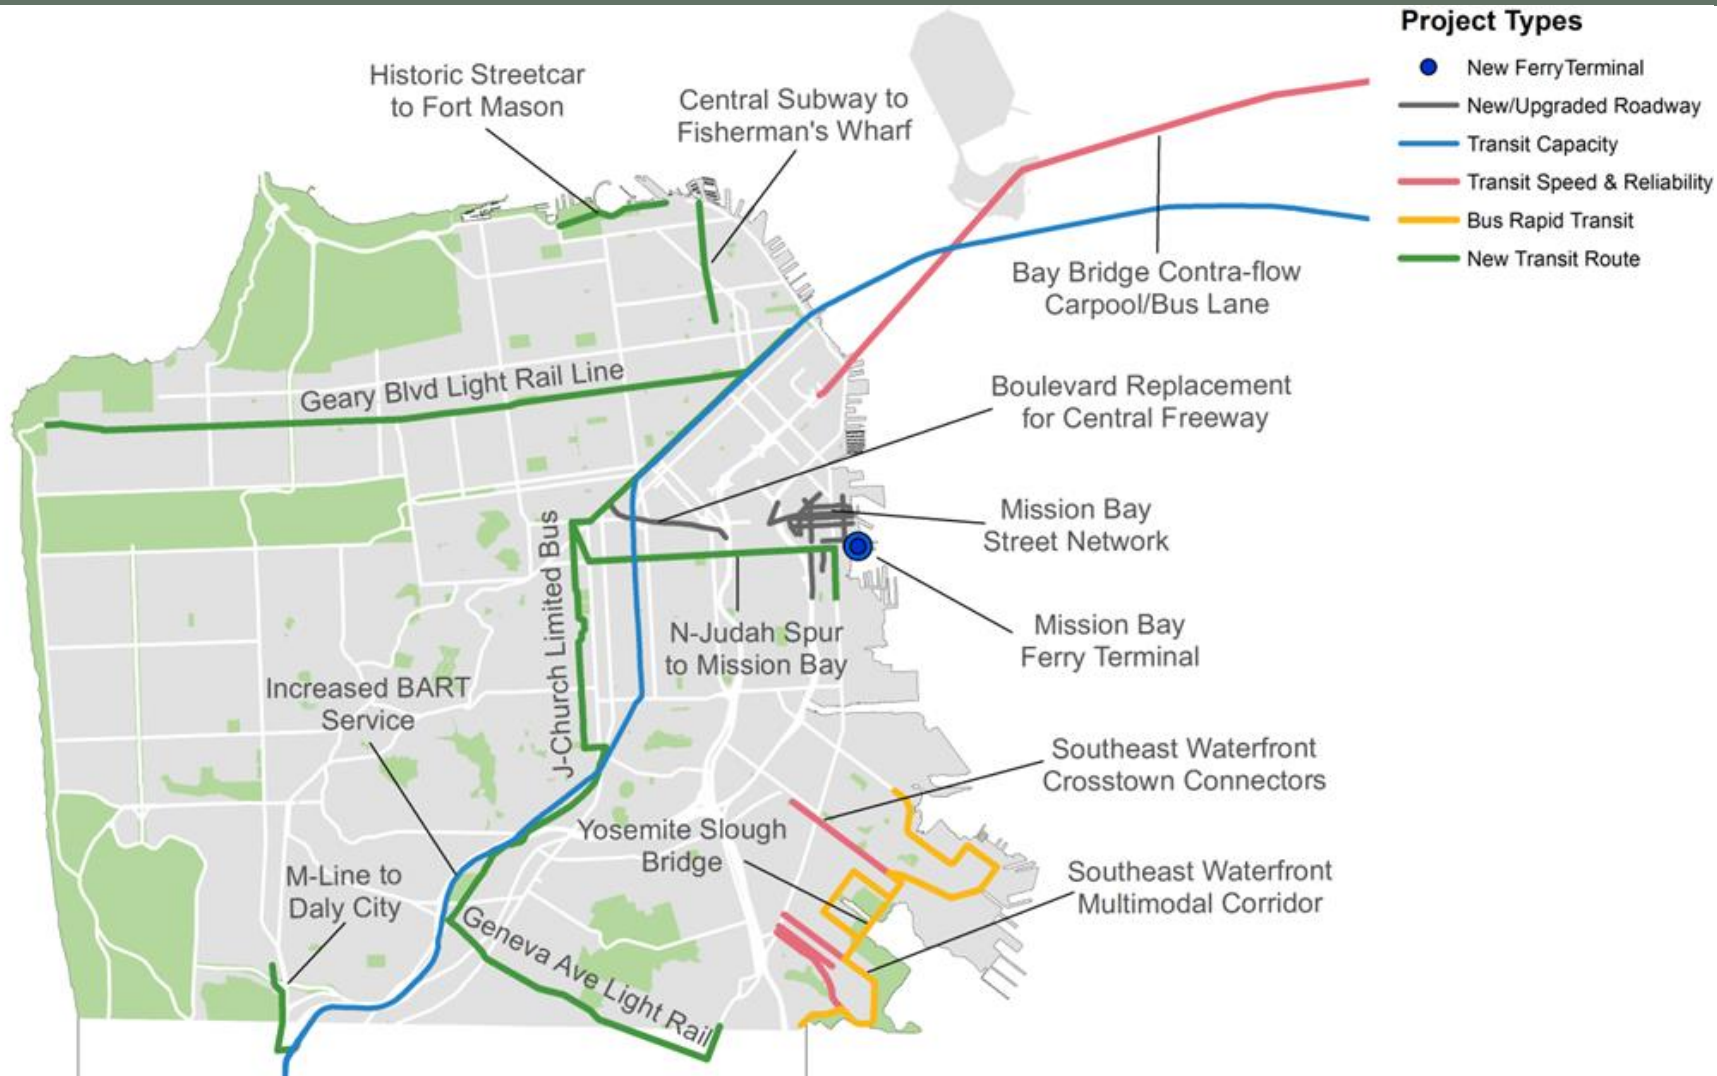 Project Types
New FerryTerminal
New/Upgraded Roadway
Transit Capacity
Transit Speed & Reliability
Bus Rapid Transit
New Transit Route
Historic Streetcar
to Fort Mason
Central Subway to
Fisherman's Wharf
Bay Bridge Contra-flow
Carpool/Bus Lane
Geary Blvd Light Rail Line
Boulevard Replacement
for Central Freeway
Mission Bay
Street Network
J-Church Limited Bus
N-Judah Spur
to Mission Bay
Mission Bay
Ferry Terminal
Increased BART
Service
Southeast Waterfront
Crosstown Connectors
Yosemite Slough
Bridge
M-Line to
Daly City
Southeast Waterfront
Multimodal Corridor
Geneva Ave Light Rail